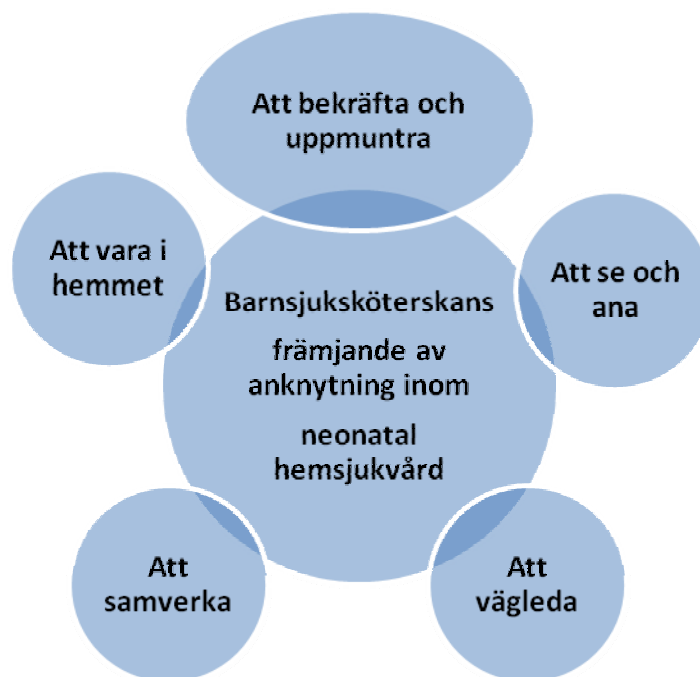 Att bekräfta och
uppmuntra
Att vara i
hemmet
Att se och
ana
Barnsjuksköterskans
främjande av
anknytning inom
neonatal
hemsjukvård
Att
samverka
Att
vägleda